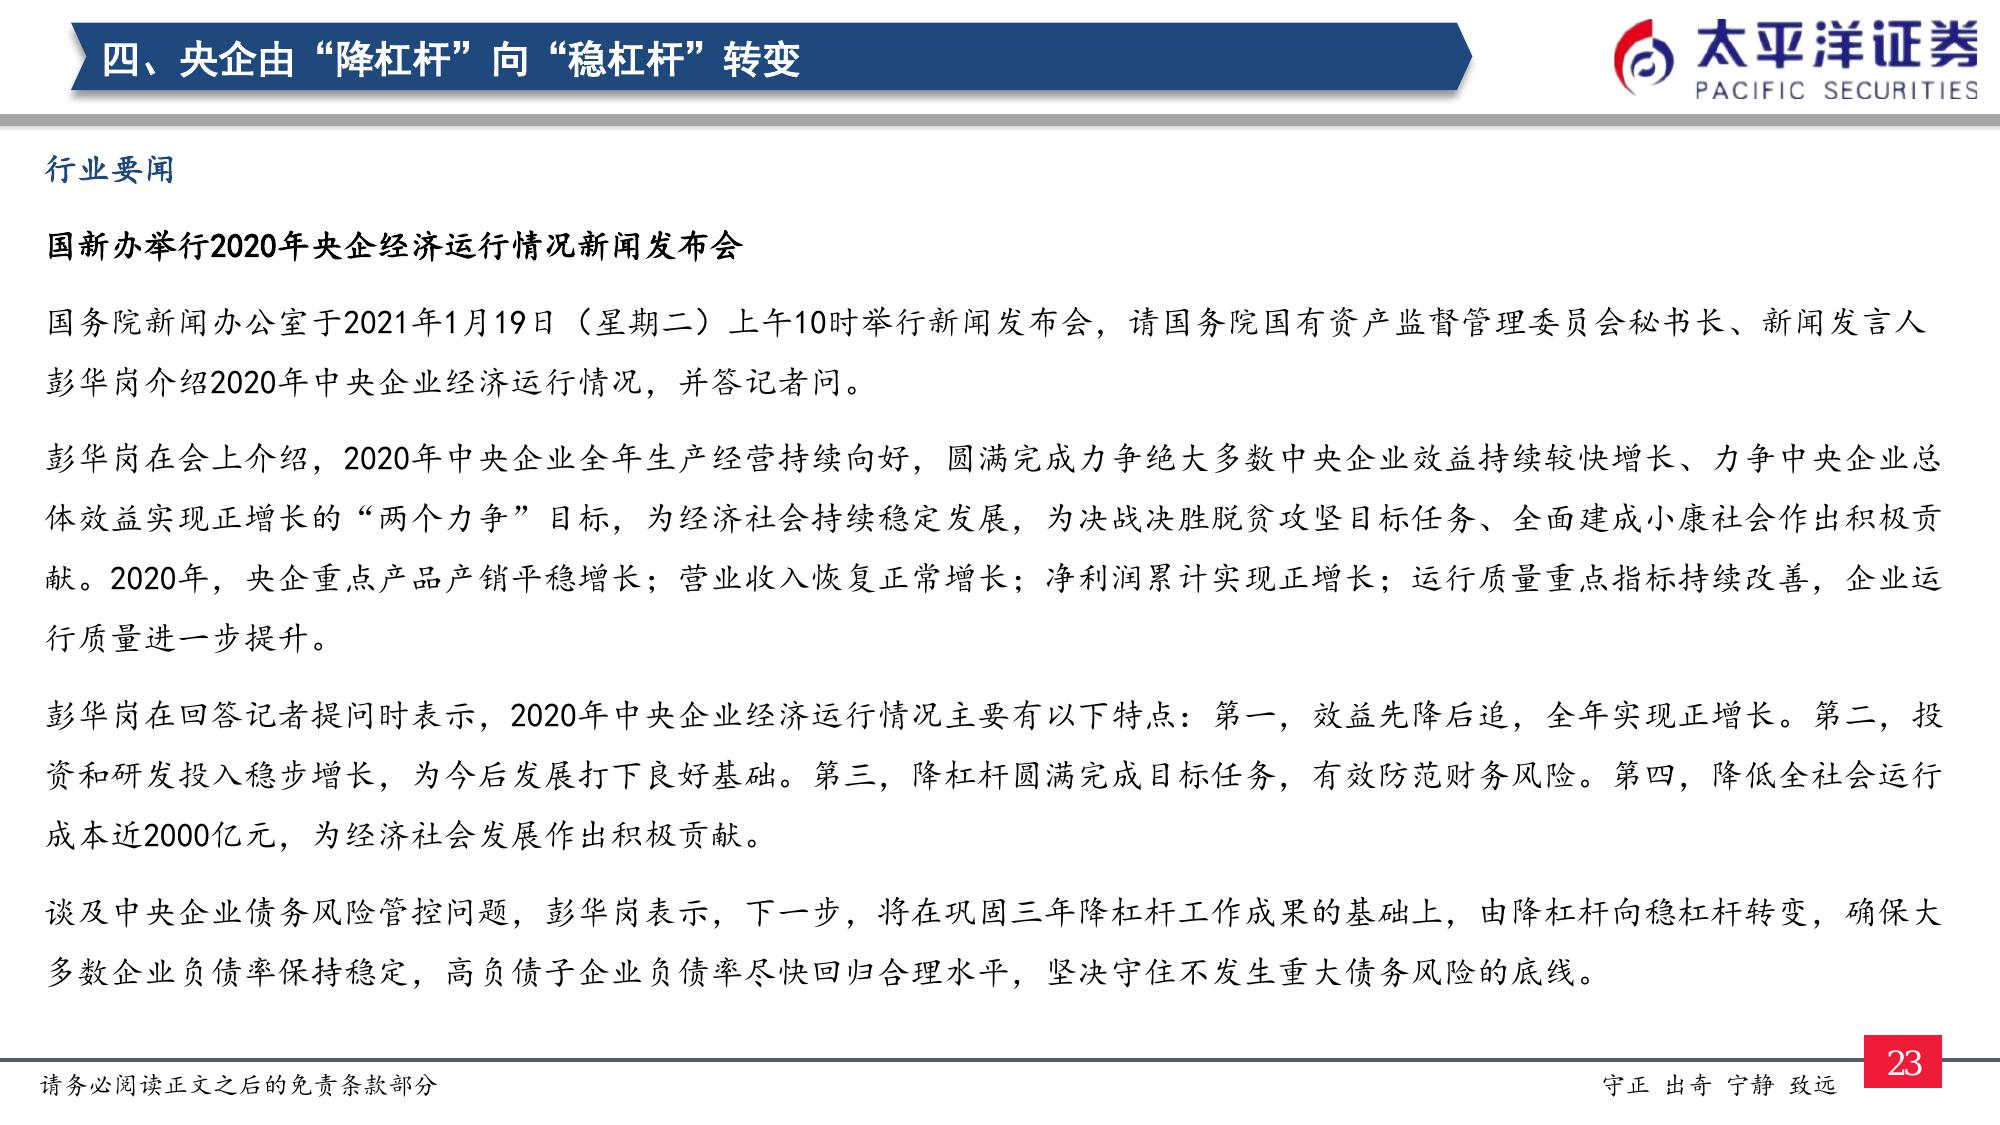 四、央企由“降杠杆”向“稳杠杆”转变
太平洋证券
PACIFIC SECURITIES
行业要闻
国新办举行2020年央企经济运行情况新闻发布会
国务院新闻办公室于2021年1月19日（星期二）上午10时举行新闻发布会，请国务院国有资产监督管理委员会秘书长、新闻发言人
彭华岗介绍2020年中央企业经济运行情况，并答记者问。
彭华岗在会上介绍，2020年中央企业全年生产经营持续向好，圆满完成力争绝大多数中央企业效益持续较快增长、力争中央企业总
体效益实现正增长的“两个力争”目标，为经济社会持续稳定发展，为决战决胜脱贫攻坚目标任务、全面建成小康社会作出积极贡
献。2020年，央企重点产品产销平稳增长；营业收入恢复正常增长；净利润累计实现正增长；运行质量重点指标持续改善，企业运
行质量进一步提升。
彭华岗在回答记者提问时表示，2020年中央企业经济运行情况主要有以下特点：第一，效益先降后追，全年实现正增长。第二，投
资和研发投入稳步增长，为今后发展打下良好基础。第三，降杠杆圆满完成目标任务，有效防范财务风险。第四，降低全社会运行
成本近2000亿元，为经济社会发展作出积极贡献。
谈及中央企业债务风险管控问题，彭华岗表示，下一步，将在巩固三年降杠杆工作成果的基础上，由降杠杆向稳杠杆转变，确保大
多数企业负债率保持稳定，高负债子企业负债率尽快回归合理水平，坚决守住不发生重大债务风险的底线。
请务必阅读正文之后的免责条款部分
守正 出奇 宁静 致远
23